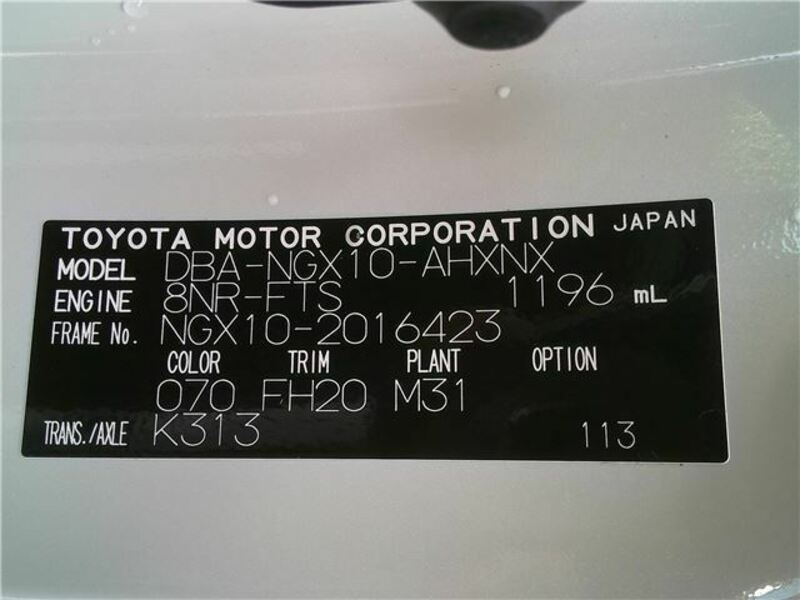 TOYOTA MOTOR CORPORATION JAPAN
MODEL DBA-NGX10-AHXNX
ENGINE 8NR-FTS 1196 mL
FRAME No. NGX10-2016423
COLOR TRIM PLANT OPTION
070 FH20 M31
TRANS./AXLE K313 113